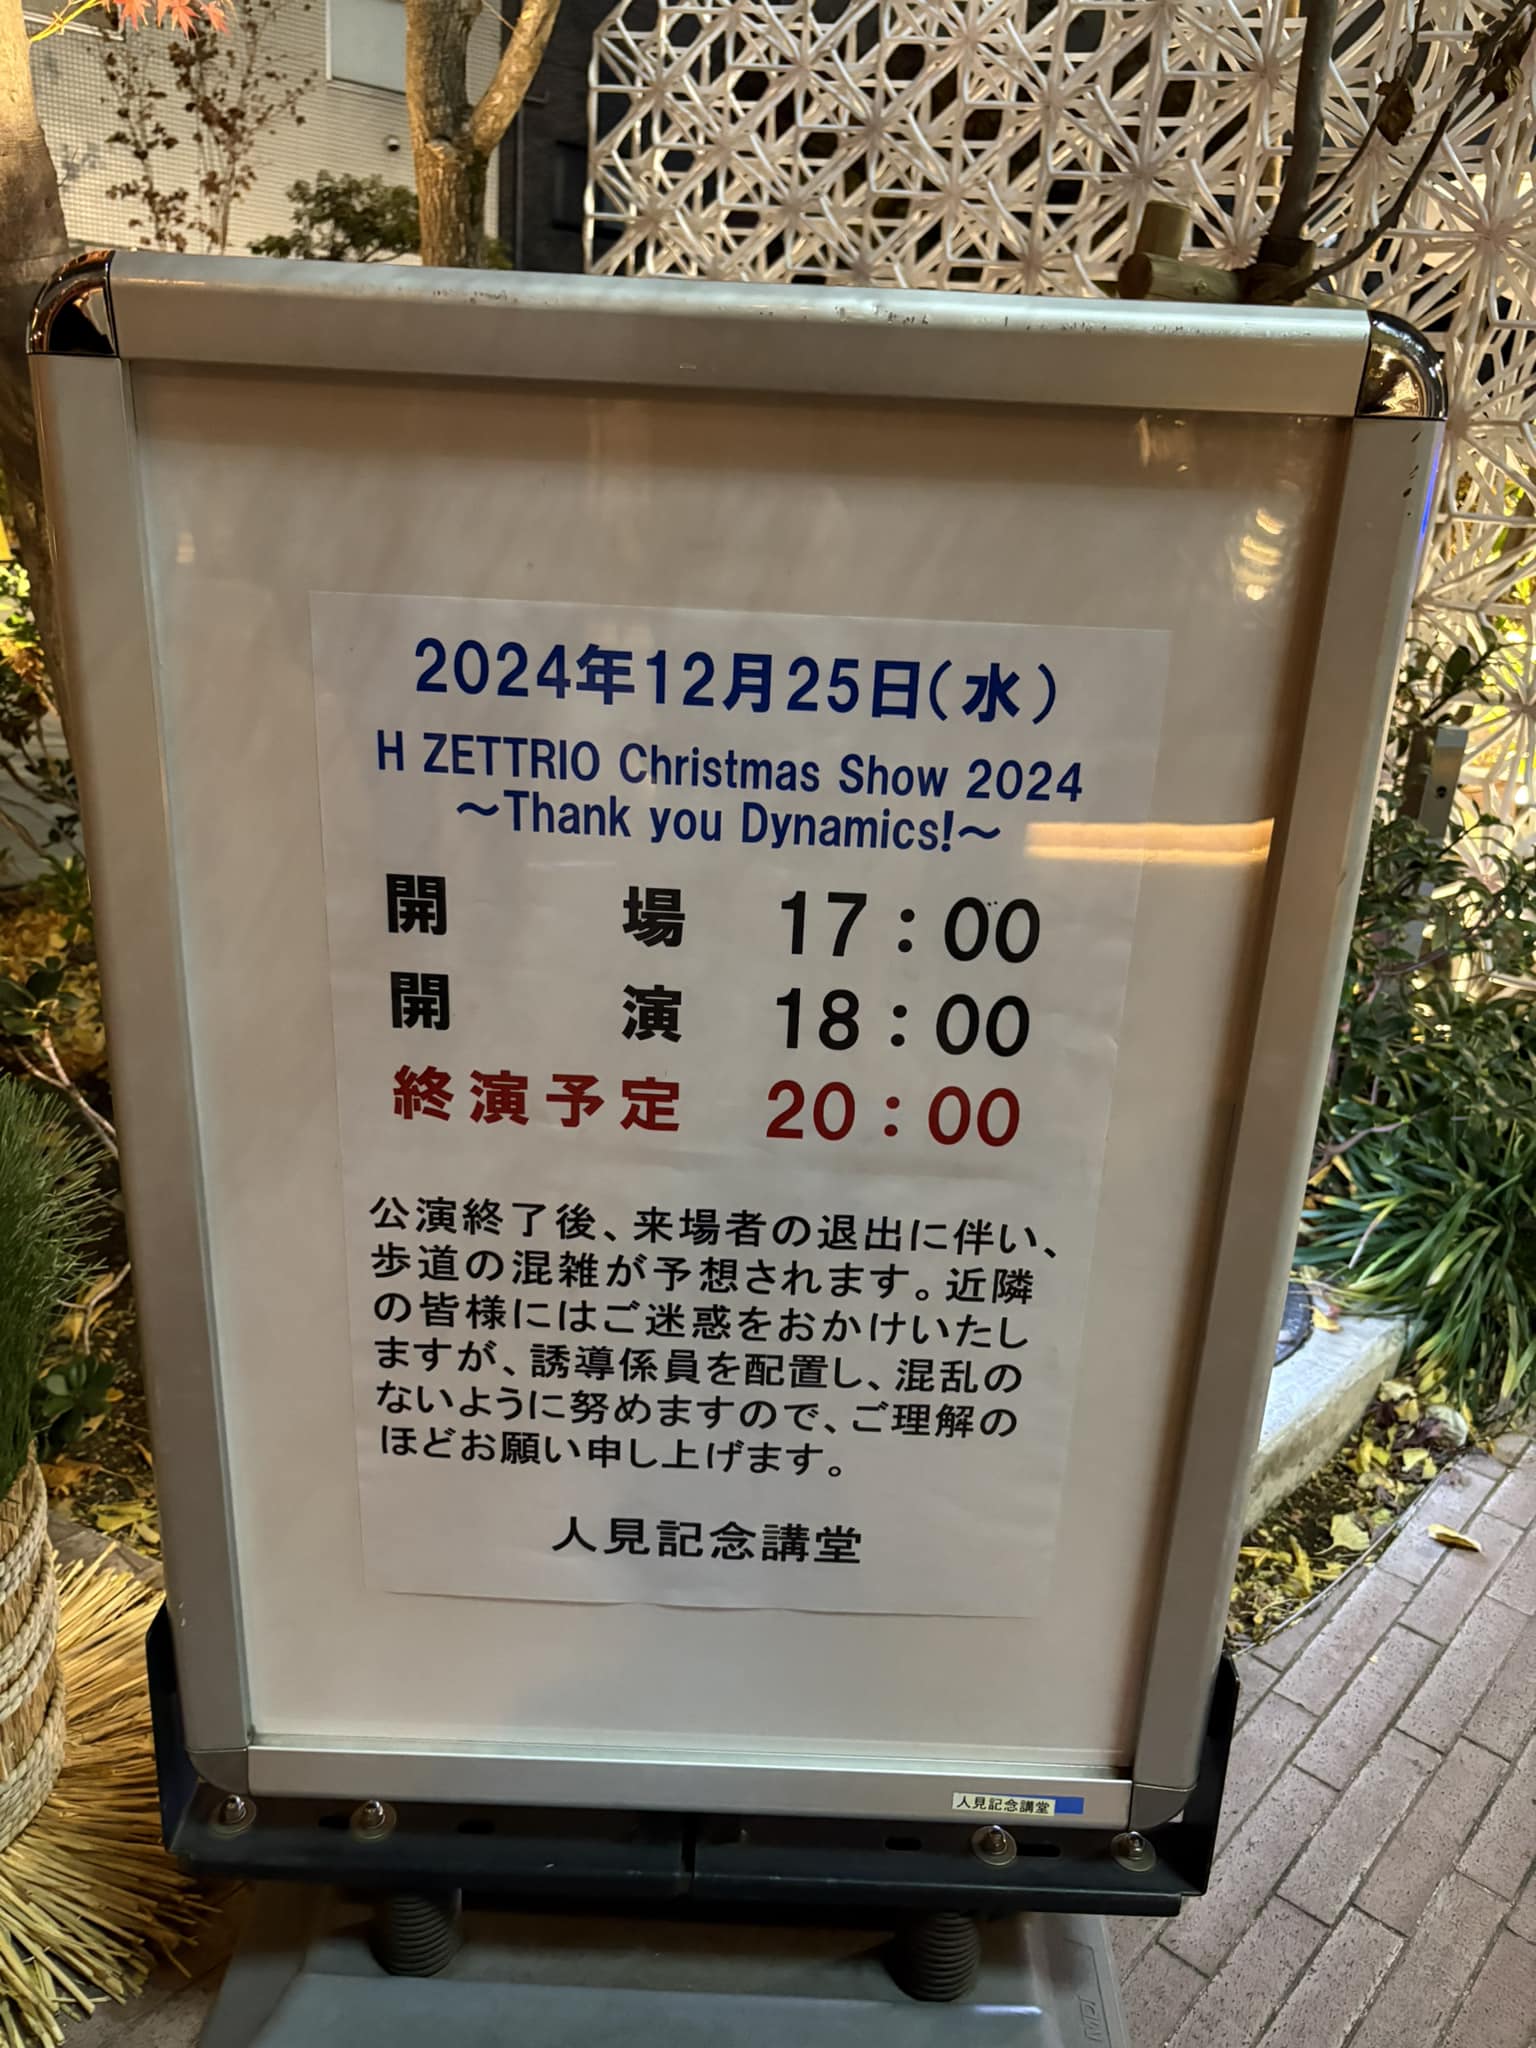 2024年12月25日(水)
H ZETTRIO Christmas Show 2024
～Thank you Dynamics!～
開場 17：00
開演 18：00
終演予定 20：00
公演終了後、来場者の退出に伴い、
歩道の混雑が予想されます。近隣
の皆様にはご迷惑をおかけいたし
ますが、誘導係員を配置し、混乱の
ないように努めますので、ご理解の
ほどお願い申し上げます。
人見記念講堂
人見記念講堂